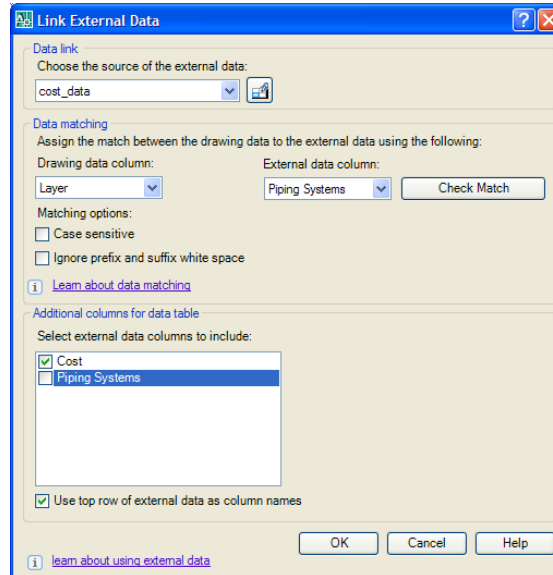 Link External Data
Data link
Choose the source of the external data:
cost_data
Data matching
Assign the match between the drawing data to the external data using the following:
Drawing data column:
External data column:
Layer
Piping Systems
Check Match
Matching options:
Case sensitive
Ignore prefix and suffix white space
Learn about data matching
Additional columns for data table
Select external data columns to include:
Cost
Piping Systems
Use top row of external data as column names
OK
Cancel
Help
learn about using external data